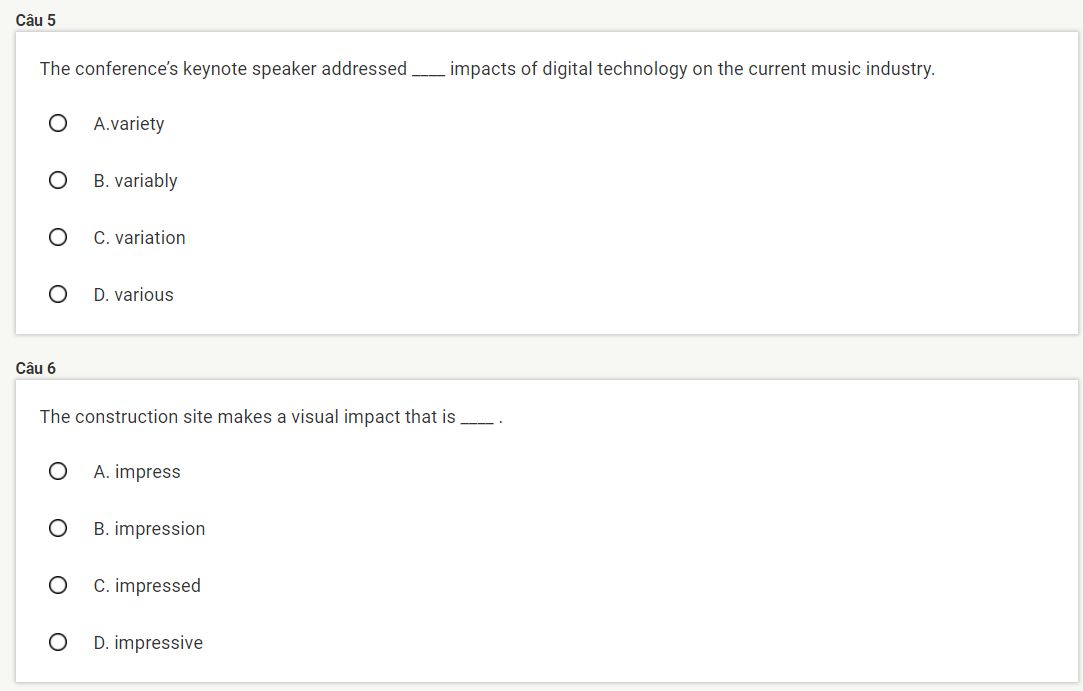 Câu 5
The conference’s keynote speaker addressed ____ impacts of digital technology on the current music industry.
A.variety
B. variably
C. variation
D. various
Câu 6
The construction site makes a visual impact that is ____ .
A. impress
B. impression
C. impressed
D. impressive